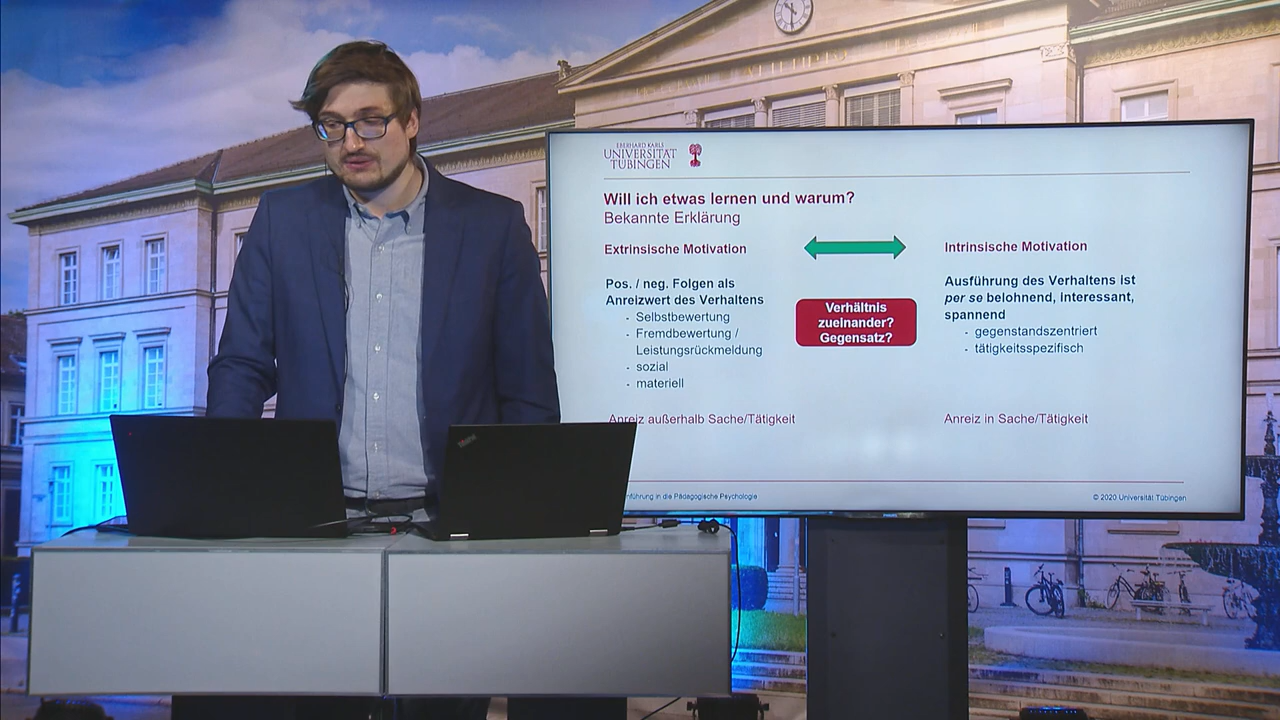 EBERHARD KARLS
UNIVERSITÄT
TÜBINGEN
Will ich etwas lernen und warum?
Bekannte Erklärung
Extrinsische Motivation
Pos. / neg. Folgen als
Anreizwert des Verhaltens
- Selbstbewertung
- Fremdbewertung /
Leistungsrückmeldung
- sozial
- materiell
Anreiz außerhalb Sache/Tätigkeit
Verhältnis
zueinander?
Gegensatz?
Intrinsische Motivation
Ausführung des Verhaltens ist
per se belohnend, interessant,
spannend
- gegenstandszentriert
- tätigkeitsspezifisch
Anreiz in Sache/Tätigkeit
nführung in die Pädagogische Psychologie
© 2020 Universität Tübingen